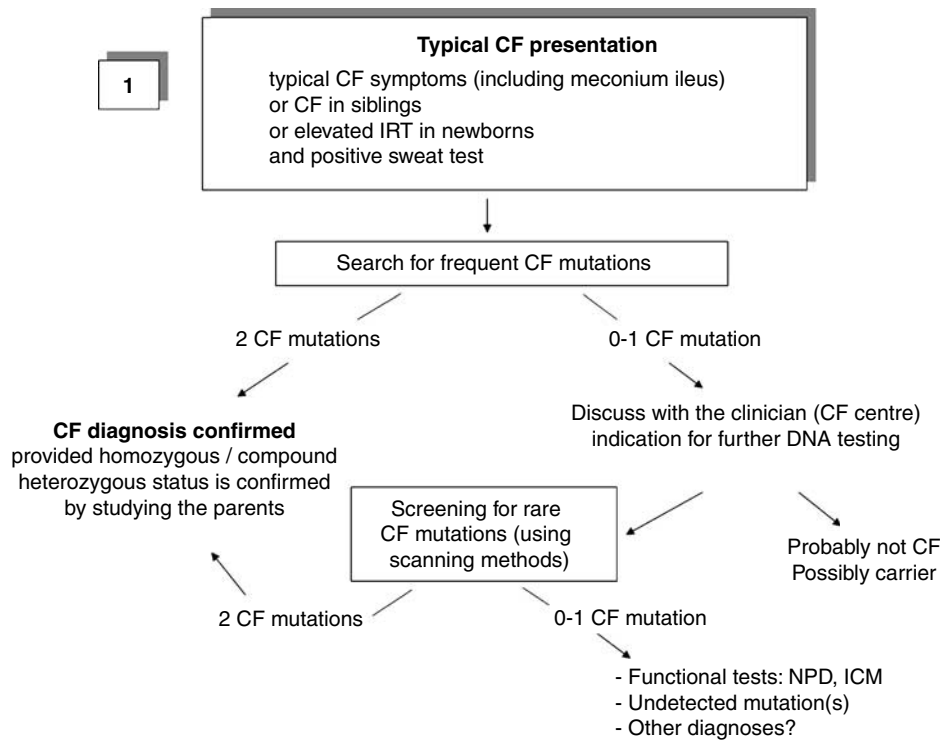 1
Typical CF presentation
typical CF symptoms (including meconium ileus)
or CF in siblings
or elevated IRT in newborns
and positive sweat test
Search for frequent CF mutations
2 CF mutations
0-1 CF mutation
CF diagnosis confirmed
provided homozygous / compound
heterozygous status is confirmed
by studying the parents
Discuss with the clinician (CF centre)
indication for further DNA testing
Screening for rare
CF mutations (using
scanning methods)
Probably not CF
Possibly carrier
2 CF mutations
0-1 CF mutation
- Functional tests: NPD, ICM
- Undetected mutation(s)
- Other diagnoses?